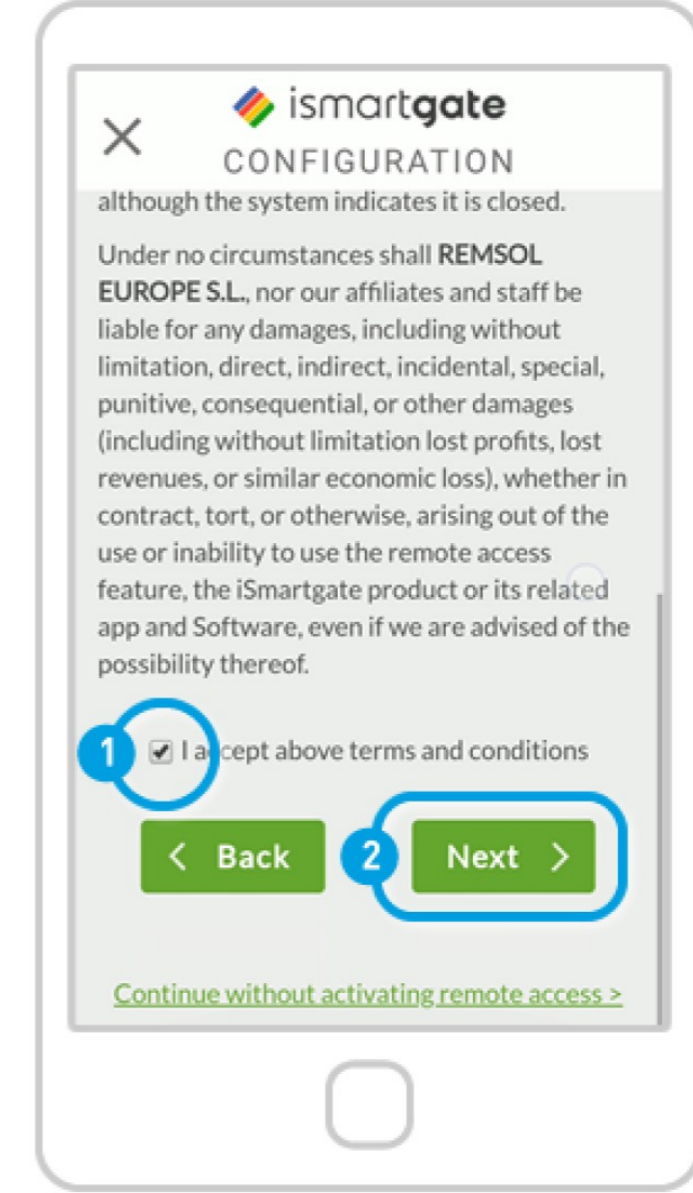 ismartgate
CONFIGURATION
although the system indicates it is closed.
Under no circumstances shall REMSOL
EUROPE S.L., nor our affiliates and staff be
liable for any damages, including without
limitation, direct, indirect, incidental, special,
punitive, consequential, or other damages
(including without limitation lost profits, lost
revenues, or similar economic loss), whether in
contract, tort, or otherwise, arising out of the
use or inability to use the remote access
feature, the iSmartgate product or its related
app and Software, even if we are advised of the
possibility thereof.
1 I accept above terms and conditions
< Back 2 Next >
Continue without activating remote access >